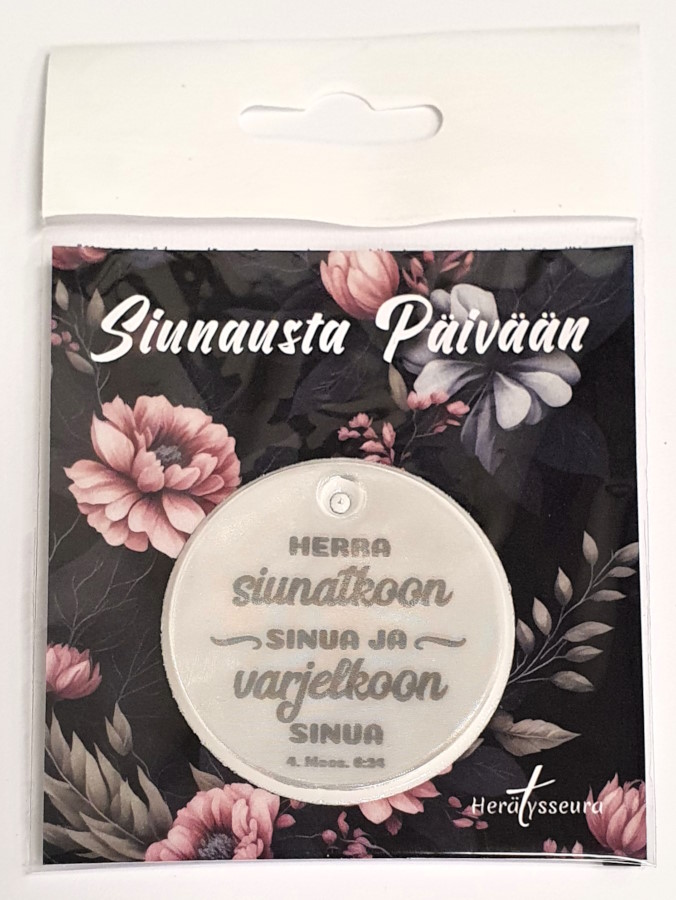 Siunausta Päivään
HERRA
siunatkoon
SINUA JA
varjelkoon
SINUA
4. Moos. 6:24
Herätysseura